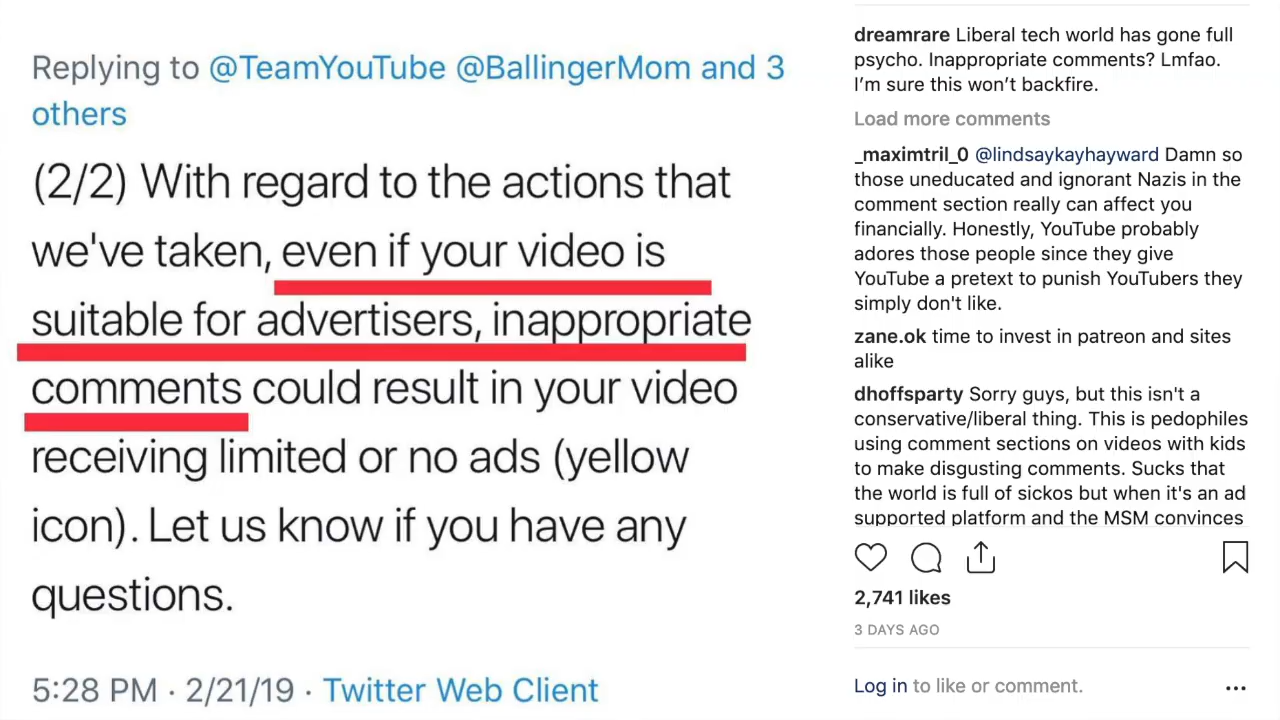 Replying to @TeamYouTube @BallingerMom and 3
others
(2/2) With regard to the actions that
we've taken, even if your video is
suitable for advertisers, inappropriate
comments could result in your video
receiving limited or no ads (yellow
icon). Let us know if you have any
questions.
5:28 PM · 2/21/19 · Twitter Web Client
dreamrare Liberal tech world has gone full
psycho. Inappropriate comments? Lmfao.
I’m sure this won’t backfire.
Load more comments
_maximtril_0 @lindsaykayhayward Damn so
those uneducated and ignorant Nazis in the
comment section really can affect you
financially. Honestly, YouTube probably
adores those people since they give
YouTube a pretext to punish YouTubers they
simply don't like.
zane.ok time to invest in patreon and sites
alike
dhoffsparty Sorry guys, but this isn't a
conservative/liberal thing. This is pedophiles
using comment sections on videos with kids
to make disgusting comments. Sucks that
the world is full of sickos but when it's an ad
supported platform and the MSM convinces
2,741 likes
3 DAYS AGO
Log in to like or comment.